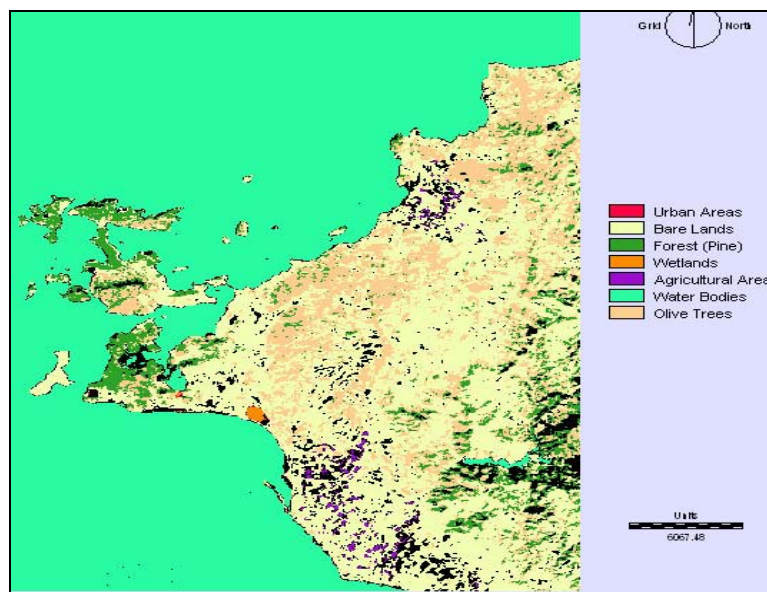 Grid North
Urban Areas
Bare Lands
Forest (Pine)
Wetlands
Agricultural Area
Water Bodies
Olive Trees
Units
6067.48